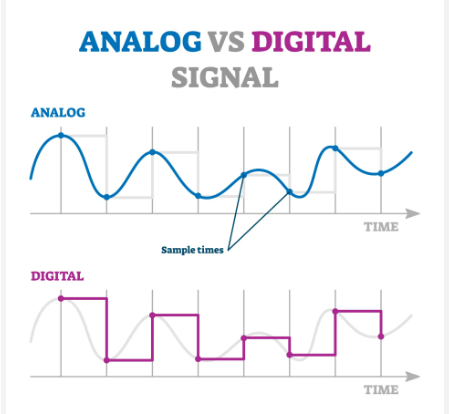 ANALOG VS DIGITAL
SIGNAL
ANALOG
TIME
Sample times
DIGITAL
TIME